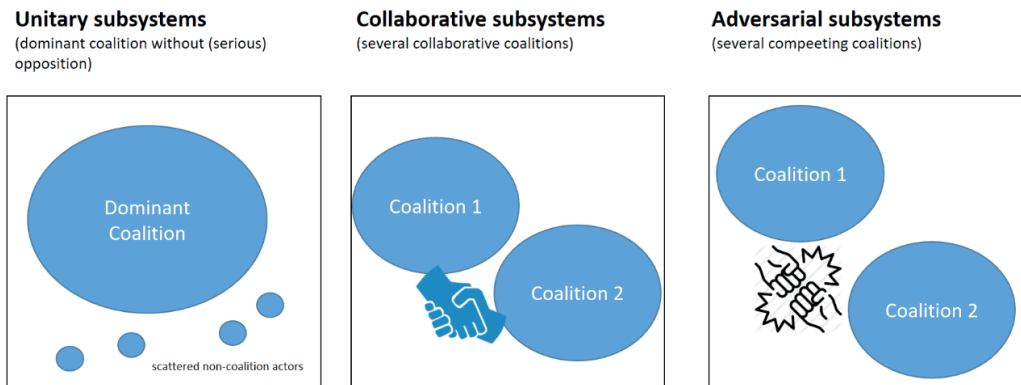 Unitary subsystems
(dominant coalition without (serious)
opposition)
Dominant
Coalition
scattered non-coalition actors
Collaborative subsystems
(several collaborative coalitions)
Coalition 1
Coalition 2
Adversarial subsystems
(several compeeting coalitions)
Coalition 1
Coalition 2